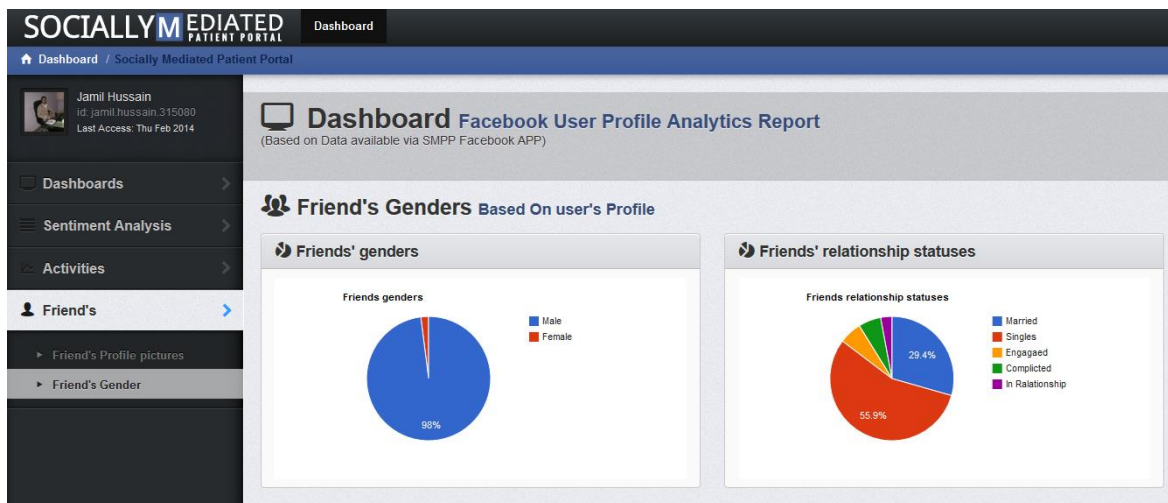 SOCIALLY MEDIATED
PATIENT PORTAL
Dashboard
Dashboard / Socially Mediated Patient Portal
Jamil Hussain
id: jamil.hussain.315080
Last Access: Thu Feb 2014
Dashboards
Sentiment Analysis
Activities
Friend's
Friend's Profile pictures
Friend's Gender
Dashboard Facebook User Profile Analytics Report
(Based on Data available via SMPP Facebook APP)
Friend's Genders Based On user's Profile
Friends' genders
Friends genders
Male
Female
98%
Friends' relationship statuses
Friends relationship statuses
Married
Singles
Engagaed
Complicted
In Ralationship
29.4%
55.9%